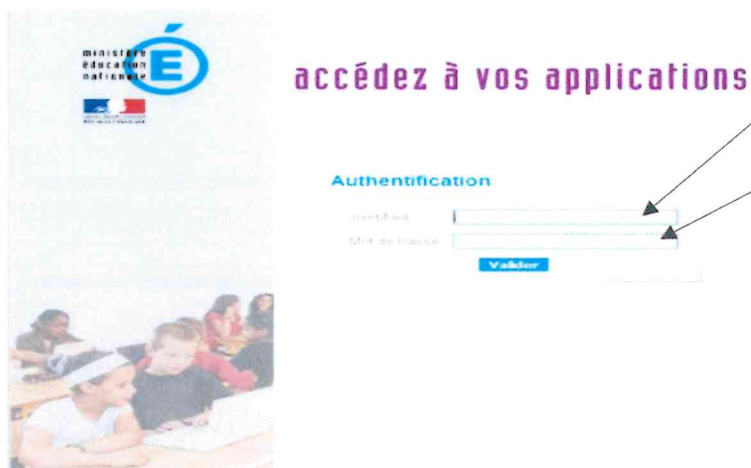 ministère
éducation
nationale
É
accédez à vos applications
Authentification
Identifiant
Mot de Passe
Valider